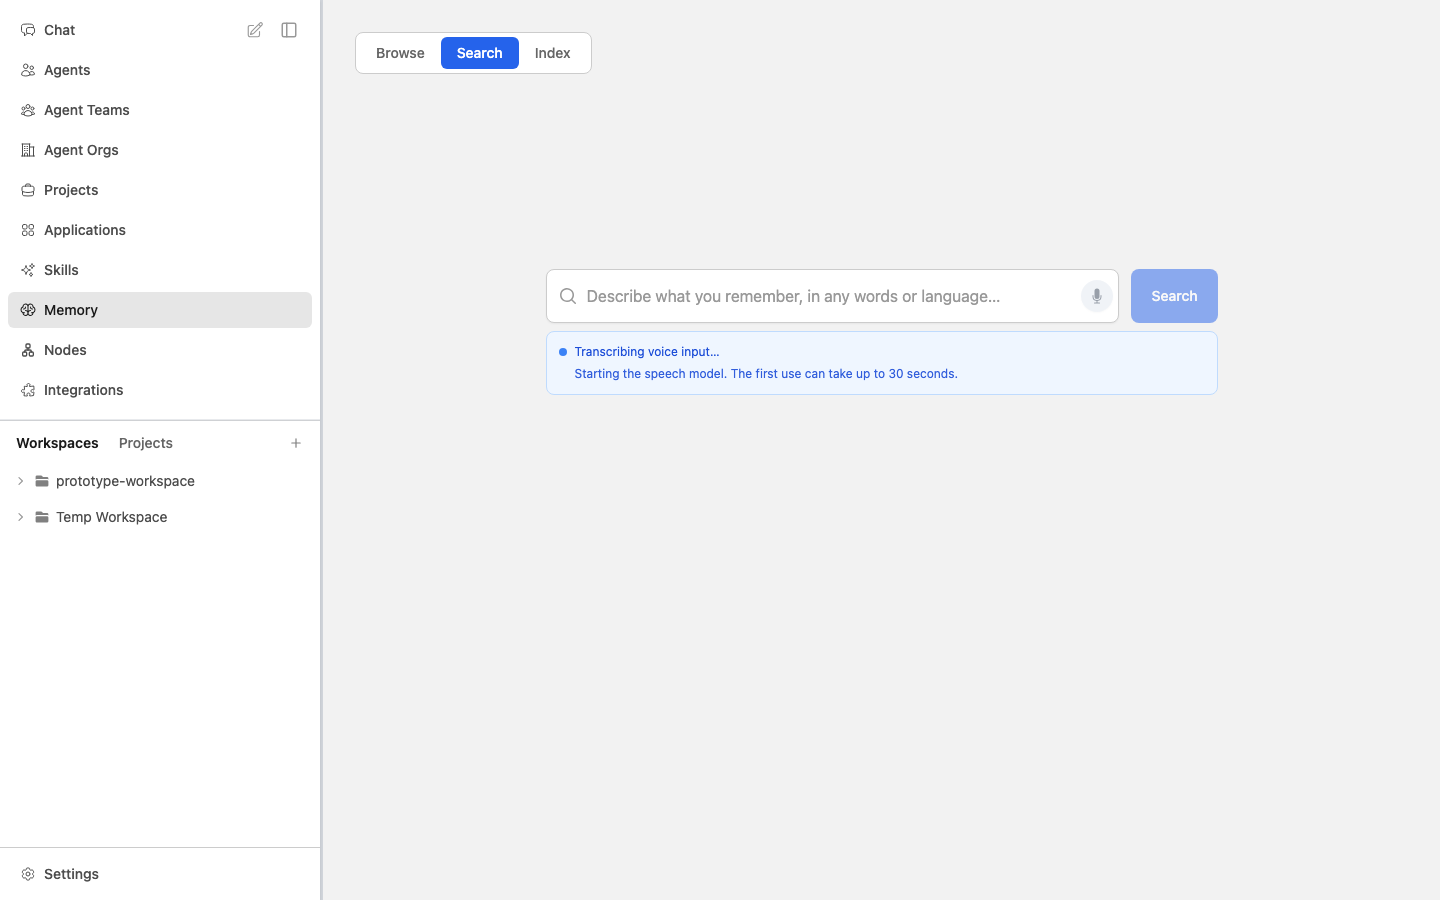 Chat
Agents
Agent Teams
Agent Orgs
Projects
Applications
Skills
Memory
Nodes
Integrations
Workspaces Projects
prototype-workspace
Temp Workspace
Settings
Browse Search Index
Describe what you remember, in any words or language... Search
Transcribing voice input...
Starting the speech model. The first use can take up to 30 seconds.